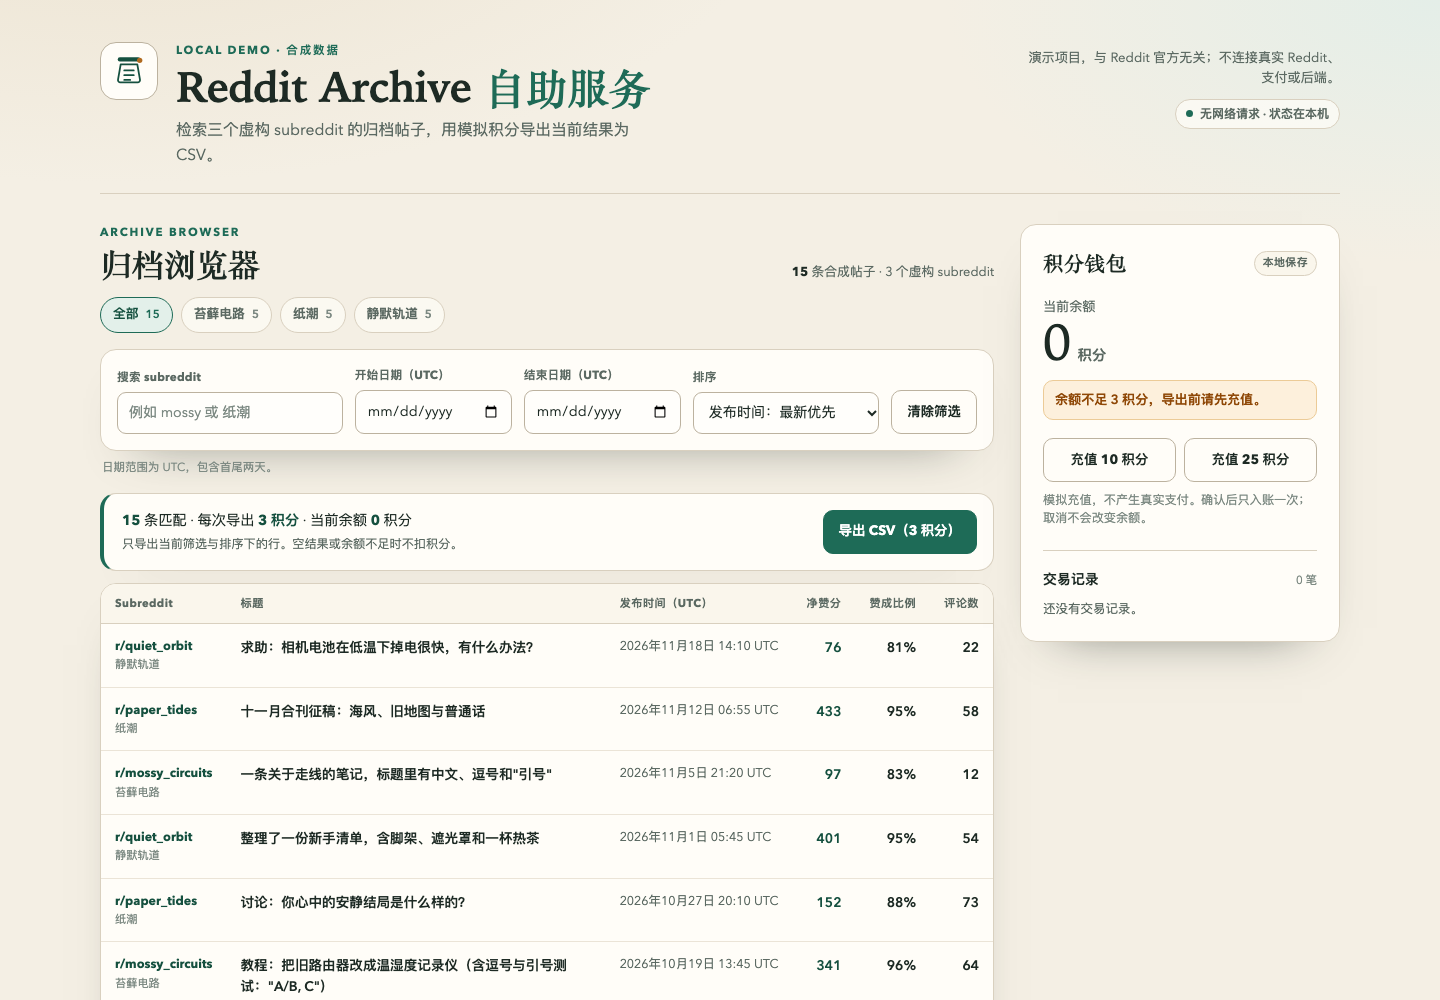 LOCAL DEMO · 合成数据
Reddit Archive 自助服务
检索三个虚构 subreddit 的归档帖子，用模拟积分导出当前结果为
CSV。
演示项目，与 Reddit 官方无关；不连接真实 Reddit、
支付或后端。
无网络请求 · 状态在本机
ARCHIVE BROWSER
归档浏览器
15 条合成帖子 · 3 个虚构 subreddit
全部 15 苔藓电路 5 纸潮 5 静默轨道 5
搜索 subreddit 开始日期（UTC） 结束日期（UTC） 排序
例如 mossy 或 纸潮 mm/dd/yyyy mm/dd/yyyy 发布时间：最新优先 清除筛选
日期范围为 UTC，包含首尾两天。
15 条匹配 · 每次导出 3 积分 · 当前余额 0 积分
只导出当前筛选与排序下的行。空结果或余额不足时不扣积分。
导出 CSV（3 积分）
Subreddit 标题 发布时间（UTC） 净赞分 赞成比例 评论数
r/quiet_orbit 求助：相机电池在低温下掉电很快，有什么办法？ 2026年11月18日 14:10 UTC 76 81% 22
静默轨道
r/paper_tides 十一月合刊征稿：海风、旧地图与普通话 2026年11月12日 06:55 UTC 433 95% 58
纸潮
r/mossy_circuits 一条关于走线的笔记，标题里有中文、逗号和"引号" 2026年11月5日 21:20 UTC 97 83% 12
苔藓电路
r/quiet_orbit 整理了一份新手清单，含脚架、遮光罩和一杯热茶 2026年11月1日 05:45 UTC 401 95% 54
静默轨道
r/paper_tides 讨论：你心中的安静结局是什么样的？ 2026年10月27日 20:10 UTC 152 88% 73
纸潮
r/mossy_circuits 教程：把旧路由器改成温湿度记录仪（含逗号与引号测 2026年10月19日 13:45 UTC 341 96% 64
苔藓电路 试："A/B, C"）
积分钱包 本地保存
当前余额
0 积分
余额不足 3 积分，导出前请先充值。
充值 10 积分 充值 25 积分
模拟充值，不产生真实支付。确认后只入账一次；
取消不会改变余额。
交易记录 0 笔
还没有交易记录。